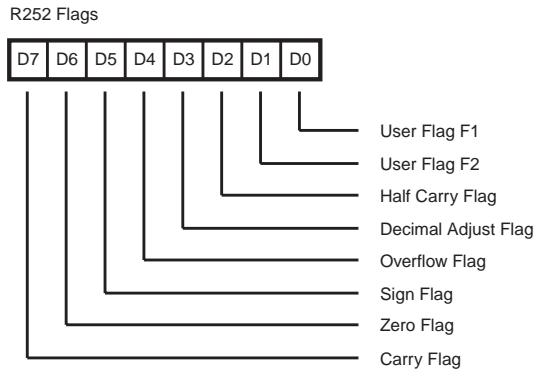 R252 Flags
D7 D6 D5 D4 D3 D2 D1 D0
User Flag F1
User Flag F2
Half Carry Flag
Decimal Adjust Flag
Overflow Flag
Sign Flag
Zero Flag
Carry Flag